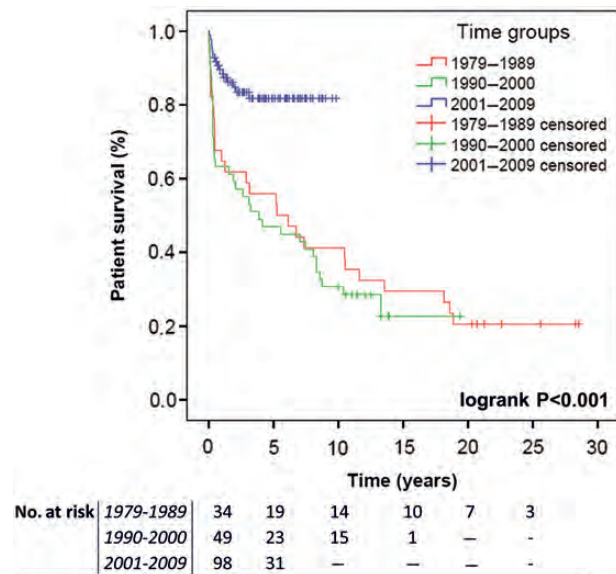 Time groups
1979–1989
1990–2000
2001–2009
1979–1989 censored
1990–2000 censored
2001–2009 censored
Patient survival (%)
1.0
0.8
0.6
0.4
0.2
0.0
logrank P<0.001
0 5 10 15 20 25 30
Time (years)
No. at risk 1979-1989 34 19 14 10 7 3
1990-2000 49 23 15 1 — -
2001-2009 98 31 — — - -